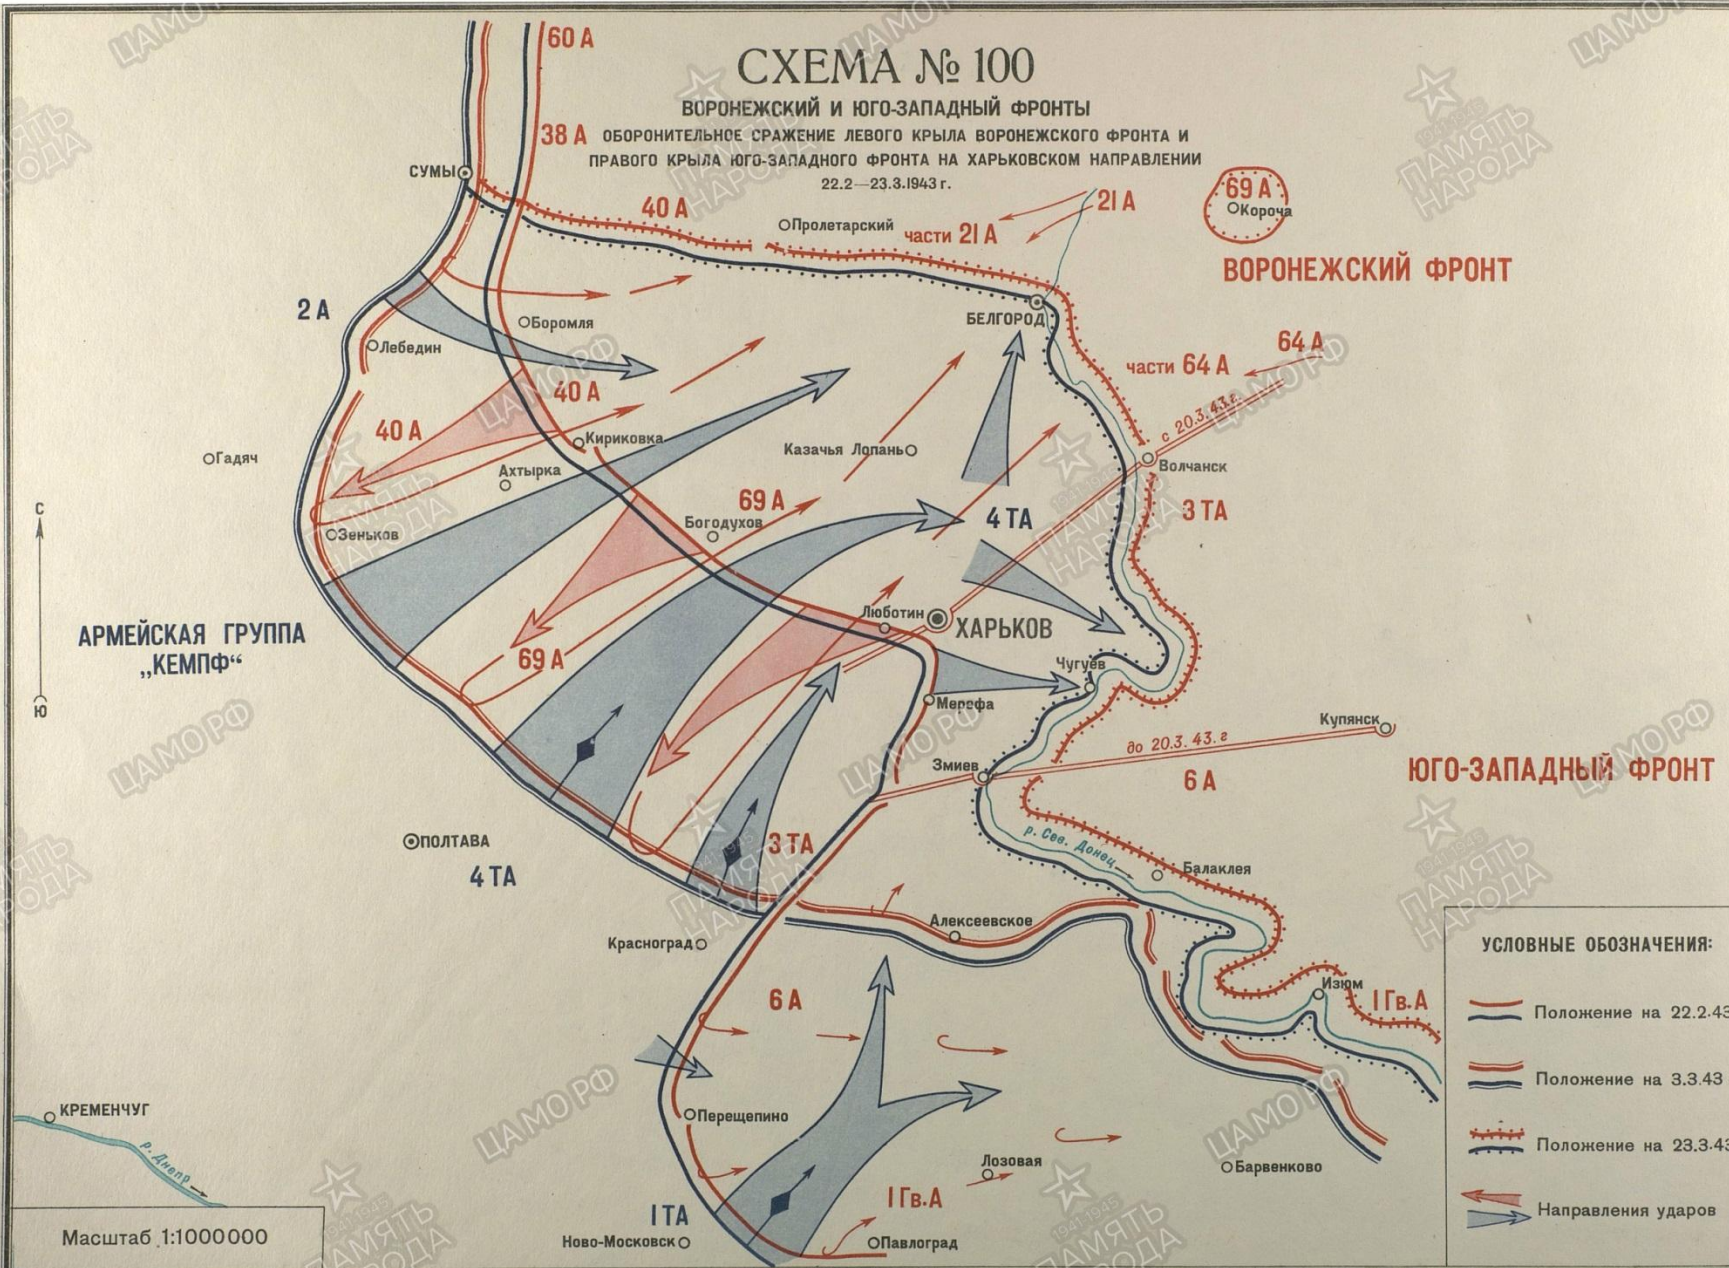 СХЕМА № 100
ВОРОНЕЖСКИЙ И ЮГО-ЗАПАДНЫЙ ФРОНТЫ
ОБОРОНИТЕЛЬНОЕ СРАЖЕНИЕ ЛЕВОГО КРЫЛА ВОРОНЕЖСКОГО ФРОНТА И
ПРАВОГО КРЫЛА ЮГО-ЗАПАДНОГО ФРОНТА НА ХАРЬКОВСКОМ НАПРАВЛЕНИИ
22.2—23.3.1943 г.
60 А
38 А
СУМЫ
40 А
Пролетарский
части 21 А
21 А
69 А
Короча
ВОРОНЕЖСКИЙ ФРОНТ
2 А
Боромля
Лебедин
БЕЛГОРОД
64 А
части 64 А
40 А
40 А
с 20.3.43.г.
Гадяч
Кириковка
Ахтырка
Казачья Лопань
Волчанск
С
Ю
Зеньков
69 А
Богодухов
4 ТА
3 ТА
АРМЕЙСКАЯ ГРУППА
„КЕМПФ“
69 А
Люботин
ХАРЬКОВ
Чугуев
Мерефа
Купянск
до 20.3.43.г
Змиев
6 А
ЮГО-ЗАПАДНЫЙ ФРОНТ
ПОЛТАВА
4 ТА
3 ТА
р. Сев. Донец
Балаклея
Алексеевское
Красноград
6 А
Изюм
1 Гв.А
Перещепино
Лозовая
Барвенково
1 Гв.А
1 ТА
Ново-Московск
Павлоград
КРЕМЕНЧУГ
р. Днепр
Масштаб 1:1000000
УСЛОВНЫЕ ОБОЗНАЧЕНИЯ:
Положение на 22.2.43
Положение на 3.3.43
Положение на 23.3.43
Направления ударов
ЦАМО.РФ
ПАМЯТЬ
НАРОДА
1941-1945